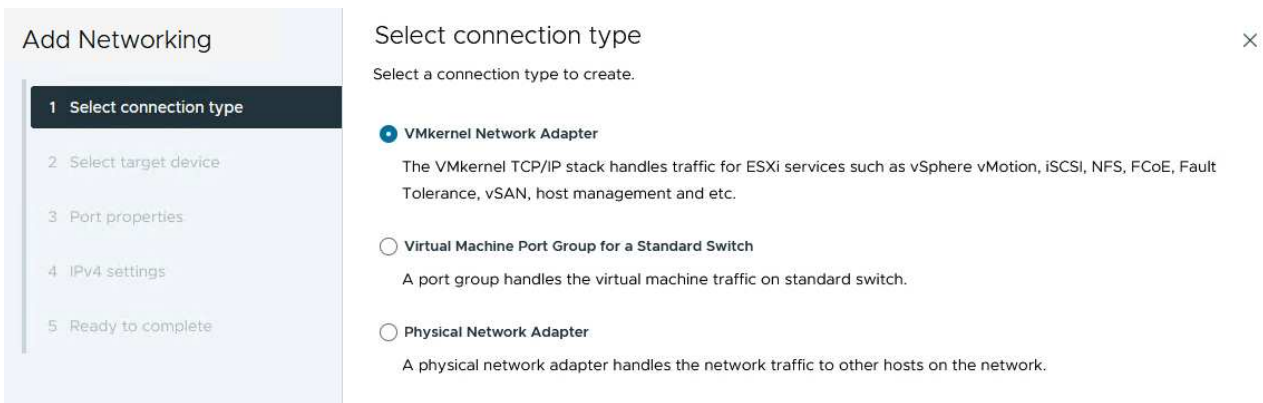 Add Networking
1 Select connection type
2 Select target device
3 Port properties
4 IPv4 settings
5 Ready to complete
Select connection type
Select a connection type to create.
VMkernel Network Adapter
The VMkernel TCP/IP stack handles traffic for ESXi services such as vSphere vMotion, iSCSI, NFS, FCoE, Fault
Tolerance, vSAN, host management and etc.
Virtual Machine Port Group for a Standard Switch
A port group handles the virtual machine traffic on standard switch.
Physical Network Adapter
A physical network adapter handles the network traffic to other hosts on the network.